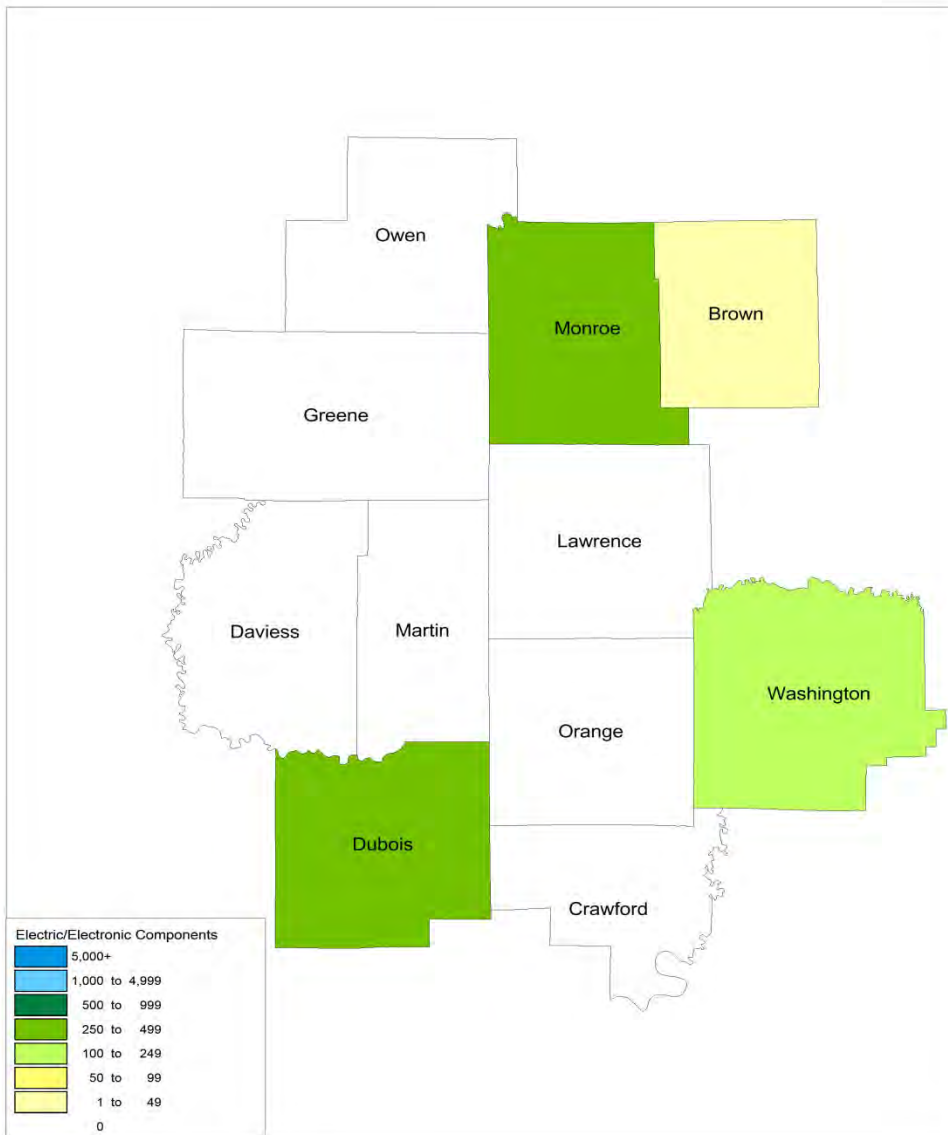 Owen
Brown
Monroe
Greene
Lawrence
Daviess
Martin
Washington
Orange
Dubois
Crawford
Electric/Electronic Components
5,000+
1,000 to 4,999
500 to 999
250 to 499
100 to 249
50 to 99
1 to 49
0